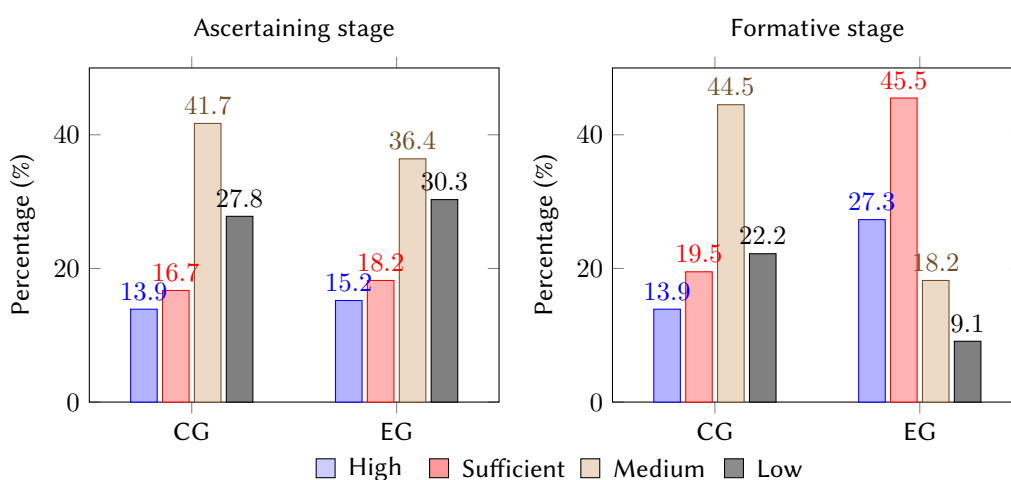 Ascertaining stage
Percentage (%)
40
20
0
13.9
16.7
41.7
27.8
15.2
18.2
36.4
30.3
CG
EG
Formative stage
Percentage (%)
40
20
0
13.9
19.5
44.5
22.2
27.3
45.5
18.2
9.1
CG
EG
High Sufficient Medium Low